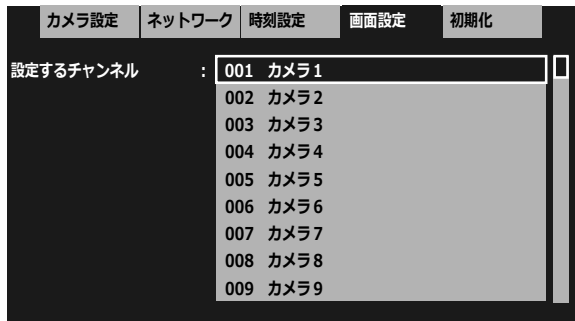 カメラ設定 ネットワーク 時刻設定 画面設定 初期化
設定するチャンネル : 001 カメラ1
002 カメラ2
003 カメラ3
004 カメラ4
005 カメラ5
006 カメラ6
007 カメラ7
008 カメラ8
009 カメラ9